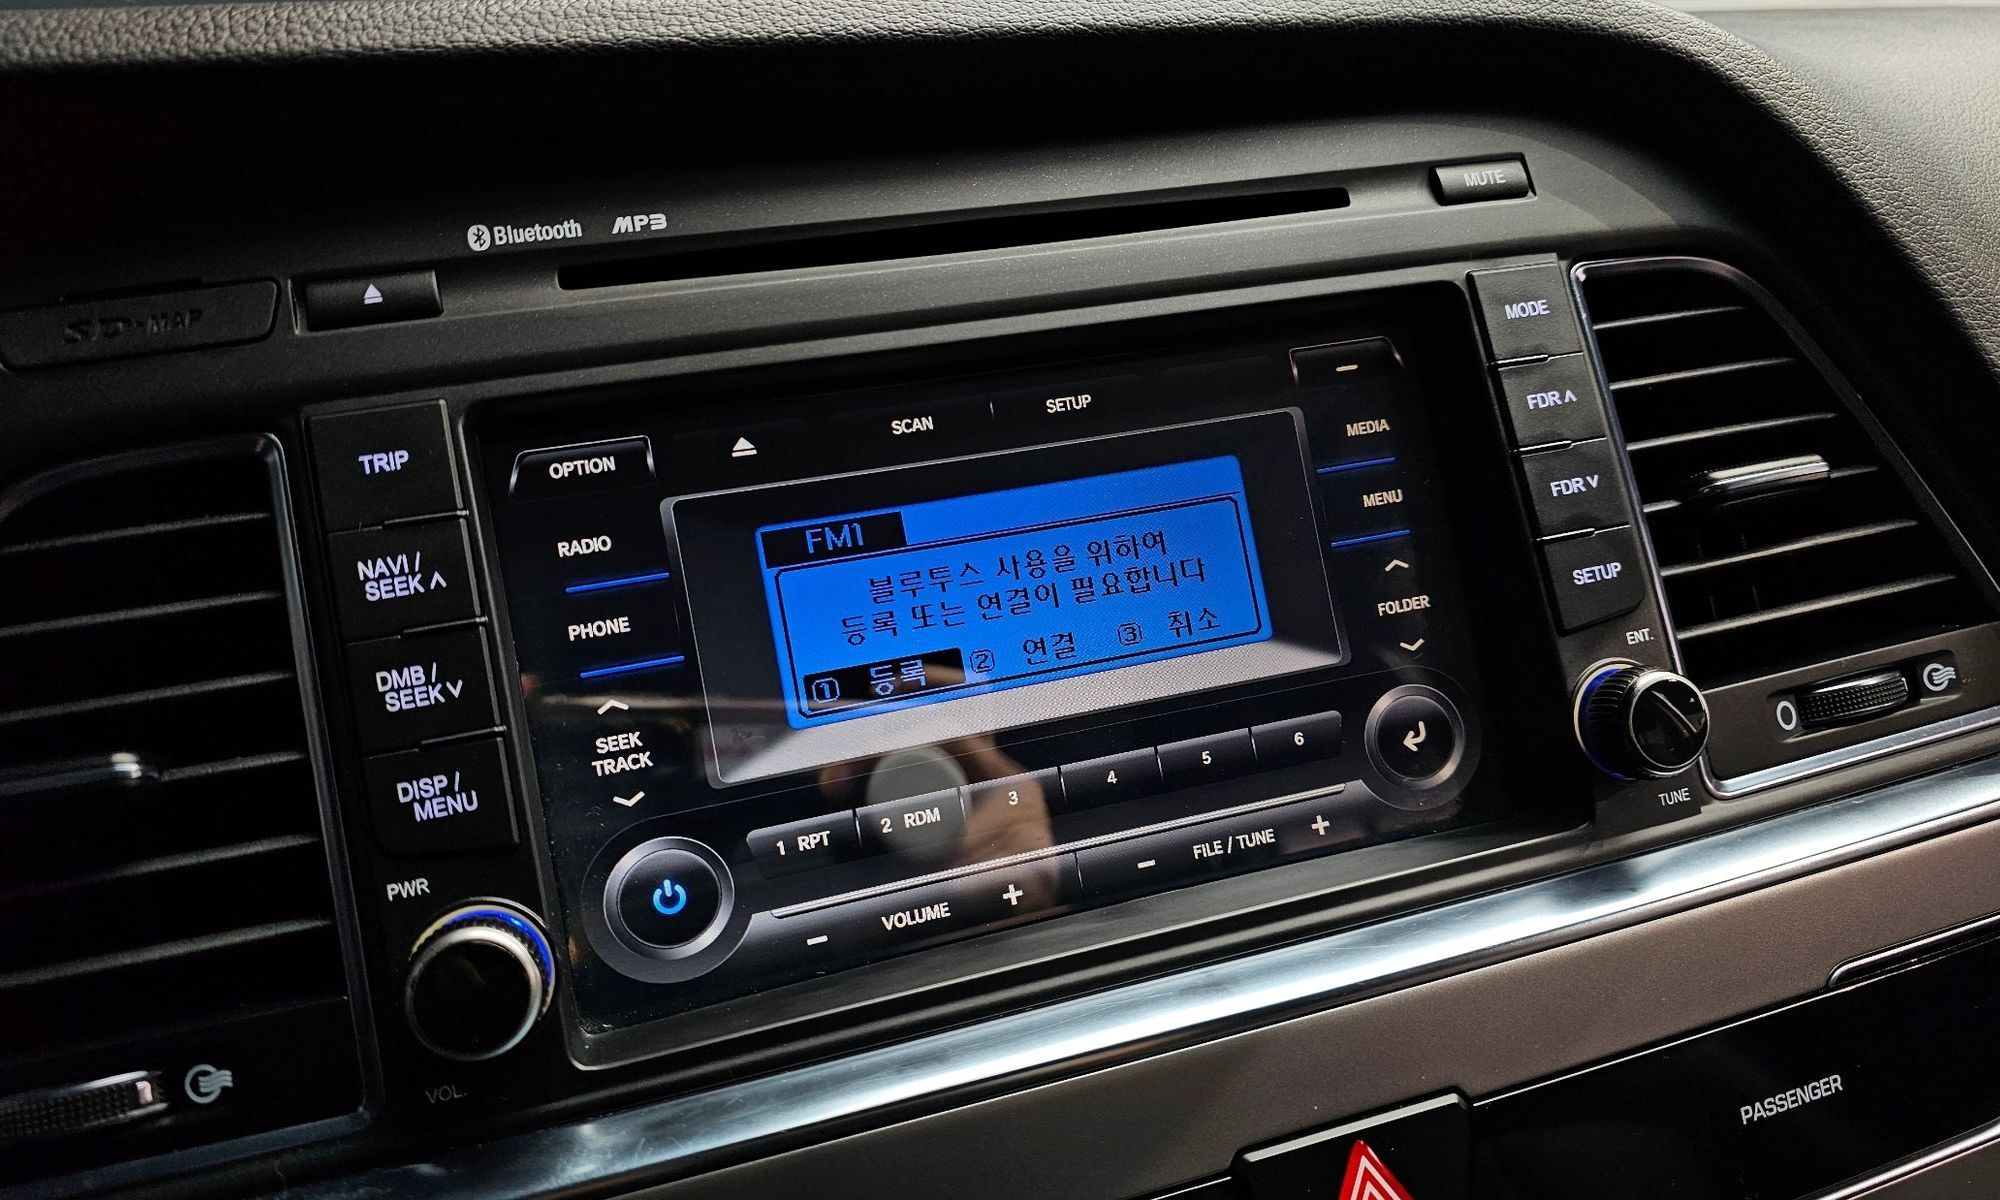 Bluetooth MP3
MUTE
SD-MAP
MODE
TRIP
OPTION
SCAN
SETUP
MEDIA
FDR
RADIO
FM1
MENU
FDR
NAVI /
SEEK
PHONE
블루투스 사용을 위하여
등록 또는 연결이 필요합니다
① 등록 ② 연결 ③ 취소
FOLDER
SETUP
DMB /
SEEK
SEEK
TRACK
ENT.
DISP /
MENU
1 RPT 2 RDM 3 4 5 6
TUNE
PWR
- VOLUME +
- FILE / TUNE +
VOL.
PASSENGER